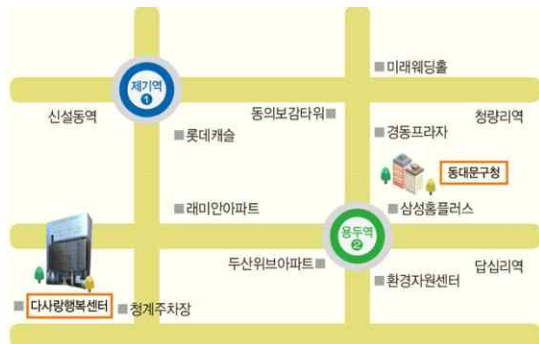 미래웨딩홀
제기역
1
신설동역
동의보감타워
청량리역
롯데캐슬
경동프라자
동대문구청
래미안아파트
삼성홈플러스
용두역
2
두산위브아파트
답십리역
환경자원센터
다사랑행복센터
청계주차장